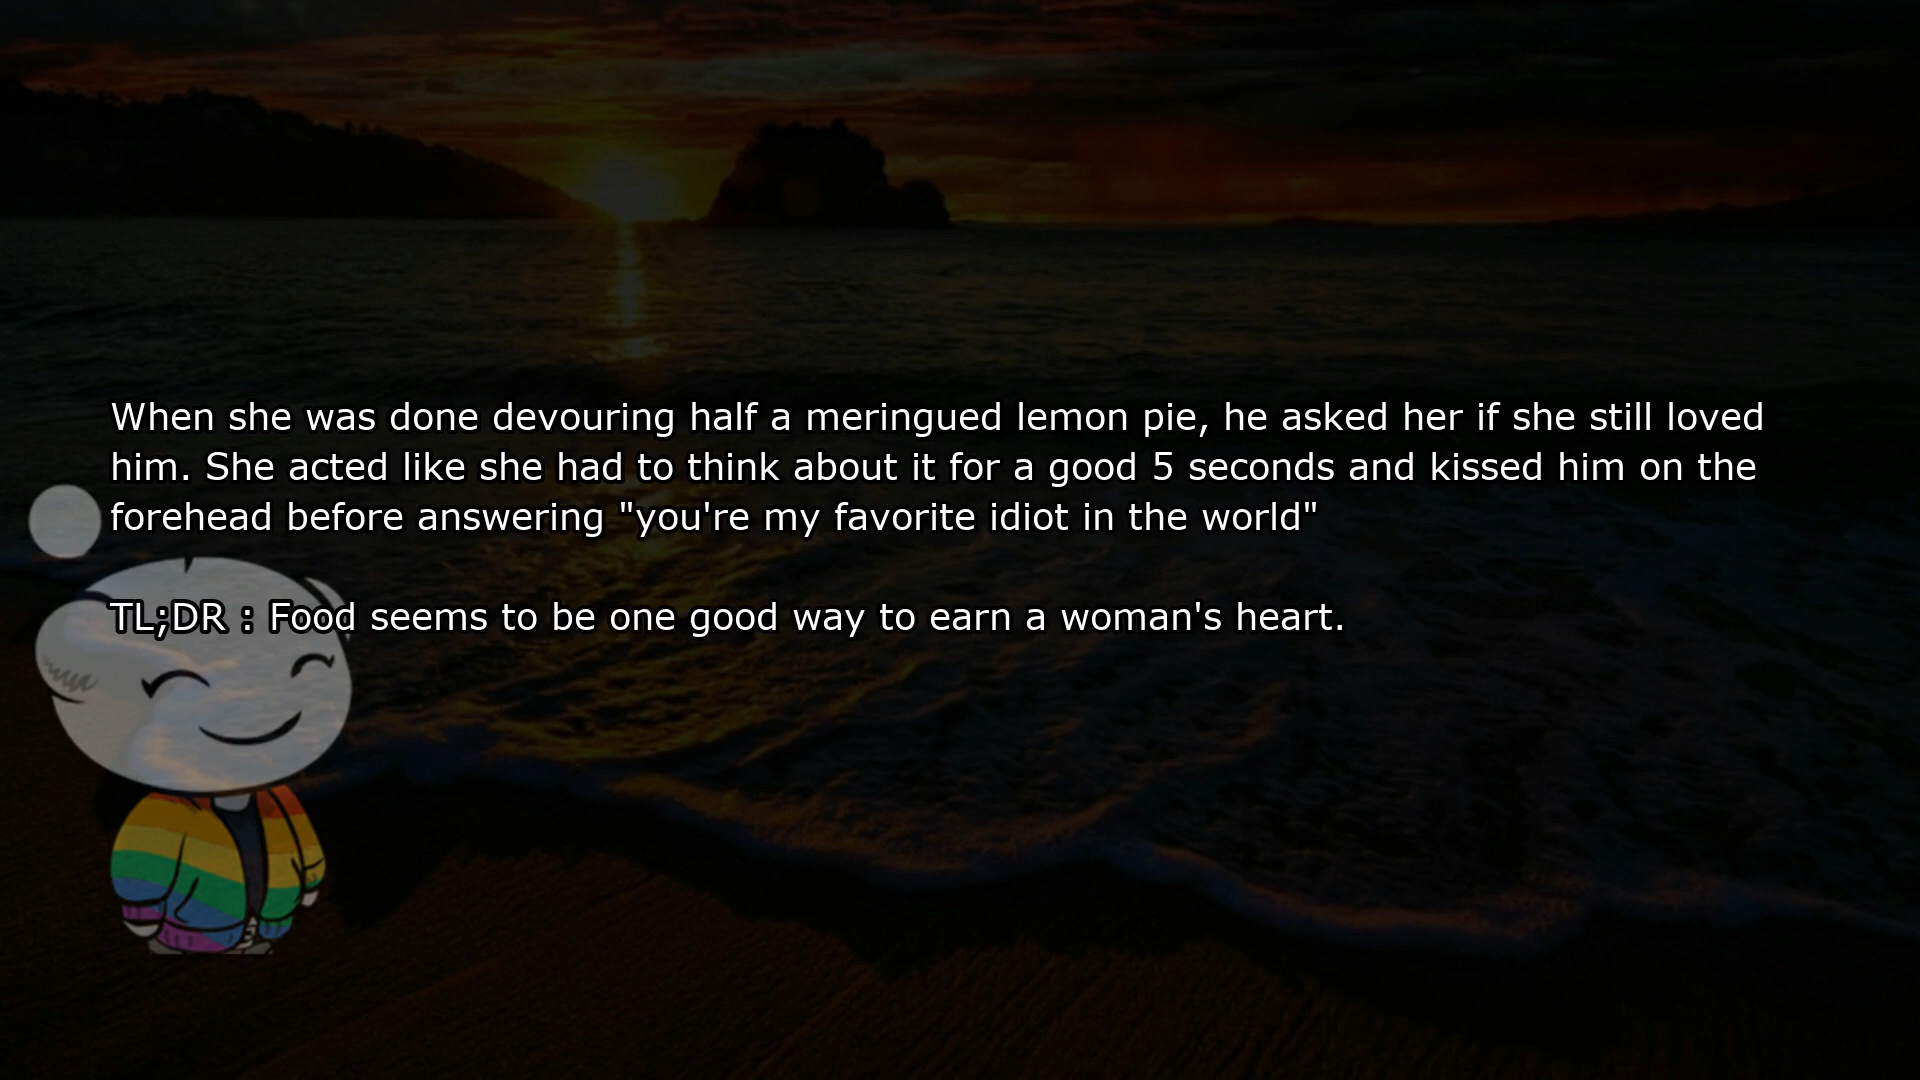 When she was done devouring half a meringued lemon pie, he asked her if she still loved
him. She acted like she had to think about it for a good 5 seconds and kissed him on the
forehead before answering "you're my favorite idiot in the world"
TL;DR : Food seems to be one good way to earn a woman's heart.